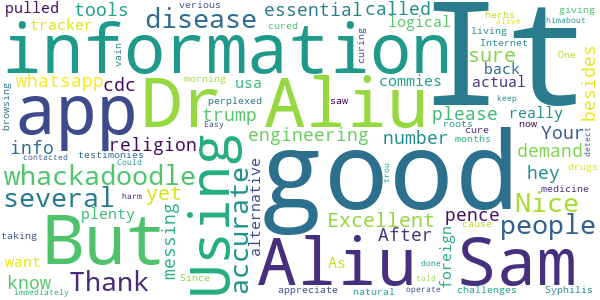 pulled tools essential called logical herbs giving
verious alive
tracker disease cured himabout
information It
living curing
vain
whatsapp cdc usa sure back Internet One
morning
app Dr Aliu actual besides
browsing perplexed saw
trump please roots now
info religion number really cure keep
engineering months detect
Easy
contacted testimonies Could
Using good Your
whackadoodle demand
hey drugs
several accurate alternative Nice
yet pence medicine
messing Excellent people
plenty After
taking But Aliu Sam
want foreign
cause
trou
Since As done
know Thank harm told challenges
appreciate natural operate Syphilis
immediately
commies